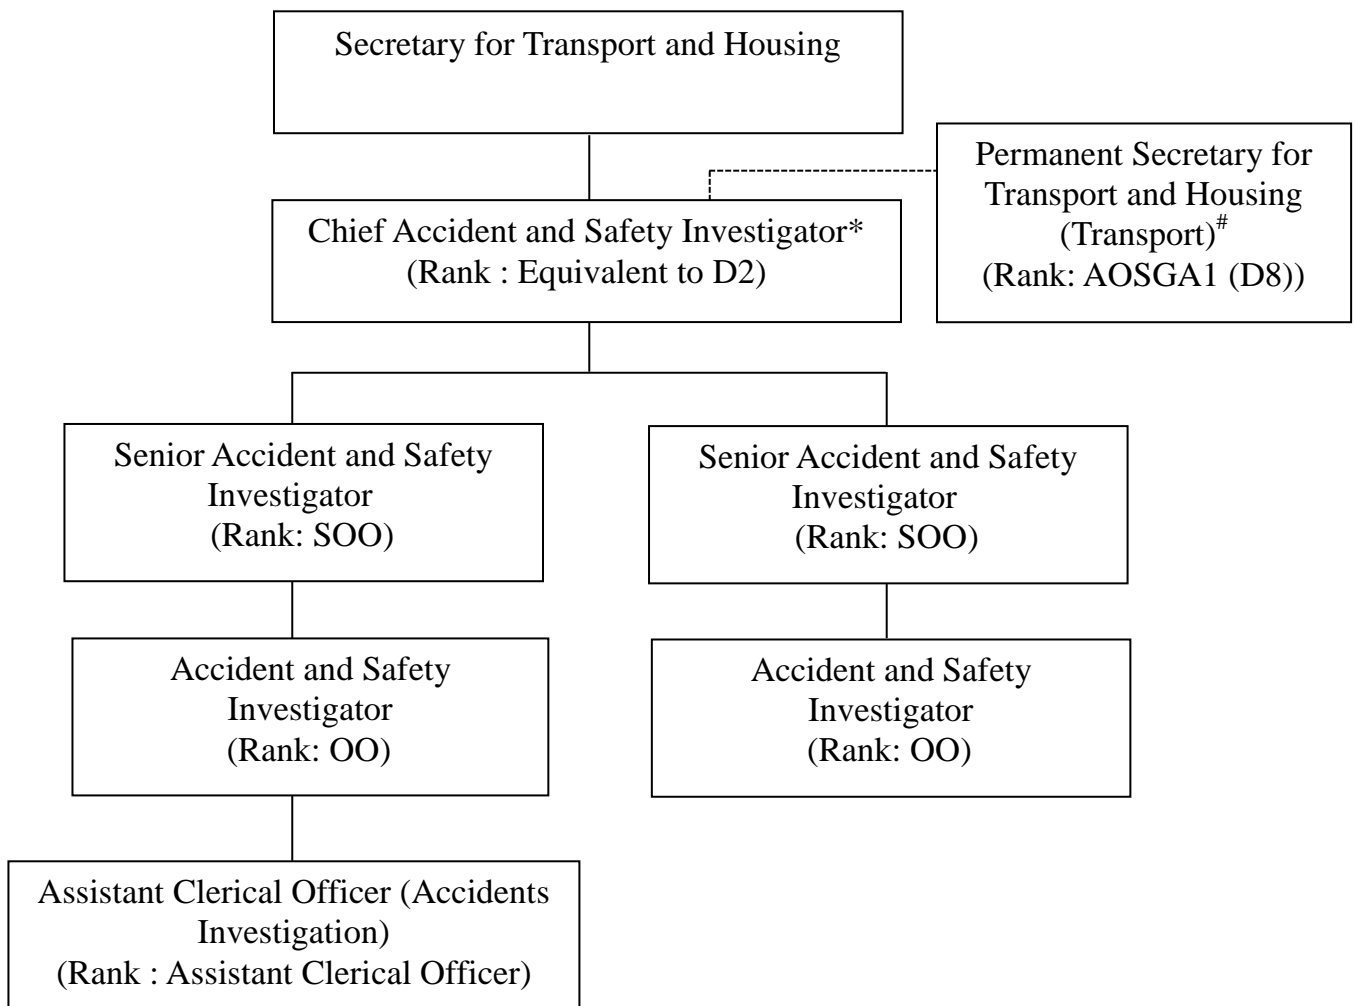 Secretary for Transport and Housing
Permanent Secretary for
Transport and Housing
(Transport)#
(Rank: AOSGA1 (D8))
Chief Accident and Safety Investigator*
(Rank : Equivalent to D2)
Senior Accident and Safety
Investigator
(Rank: SOO)
Senior Accident and Safety
Investigator
(Rank: SOO)
Accident and Safety
Investigator
(Rank: OO)
Accident and Safety
Investigator
(Rank: OO)
Assistant Clerical Officer (Accidents
Investigation)
(Rank : Assistant Clerical Officer)